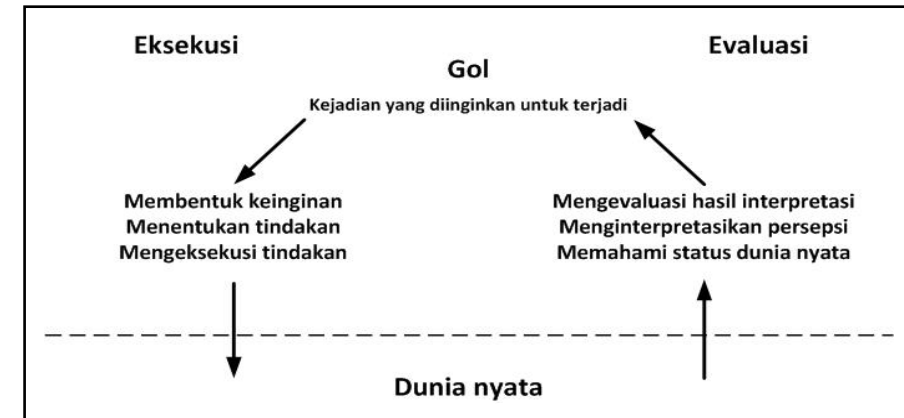 Eksekusi
Evaluasi
Gol
Kejadian yang diinginkan untuk terjadi
Membentuk keinginan
Menentukan tindakan
Mengeksekusi tindakan
Mengevaluasi hasil interpretasi
Menginterpretasikan persepsi
Memahami status dunia nyata
Dunia nyata